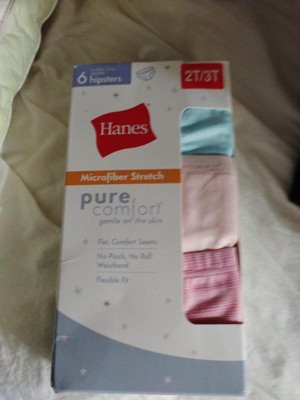 6
hipsters
2T/3T
Hanes
Microfiber Stretch
pure
comfort
gentle on the skin
Flat, Comfort Seams
No Pinch, No Roll
Waistband
Flexible Fit